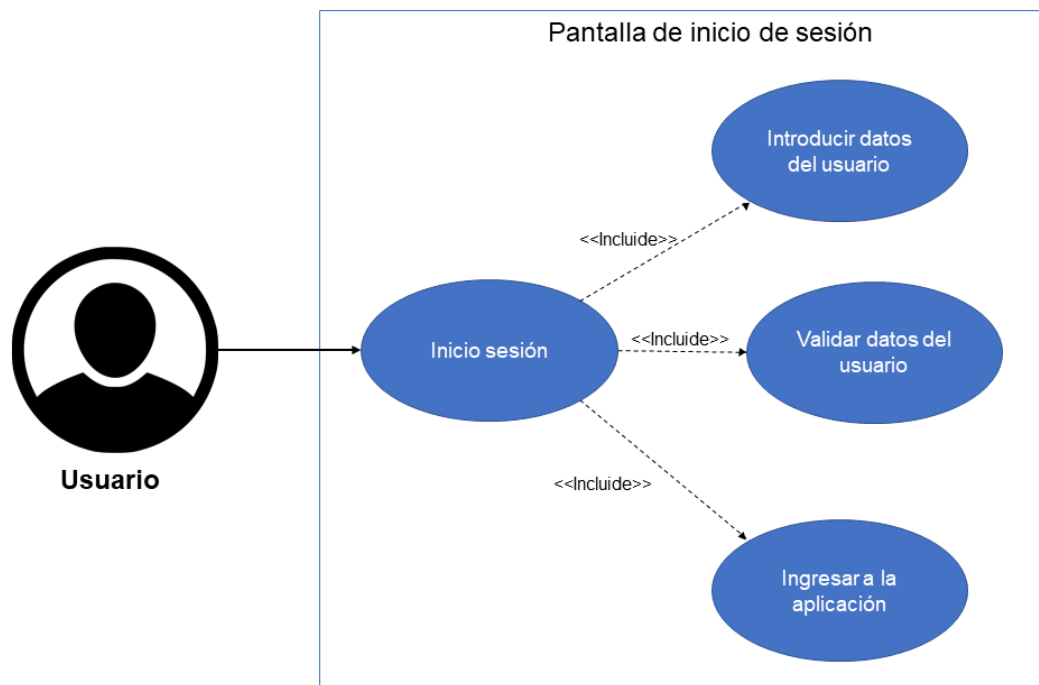 Pantalla de inicio de sesión
Introducir datos
del usuario
<<Incluide>>
Inicio sesión
<<Incluide>>
Validar datos del
usuario
Usuario
<<Incluide>>
Ingresar a la
aplicación